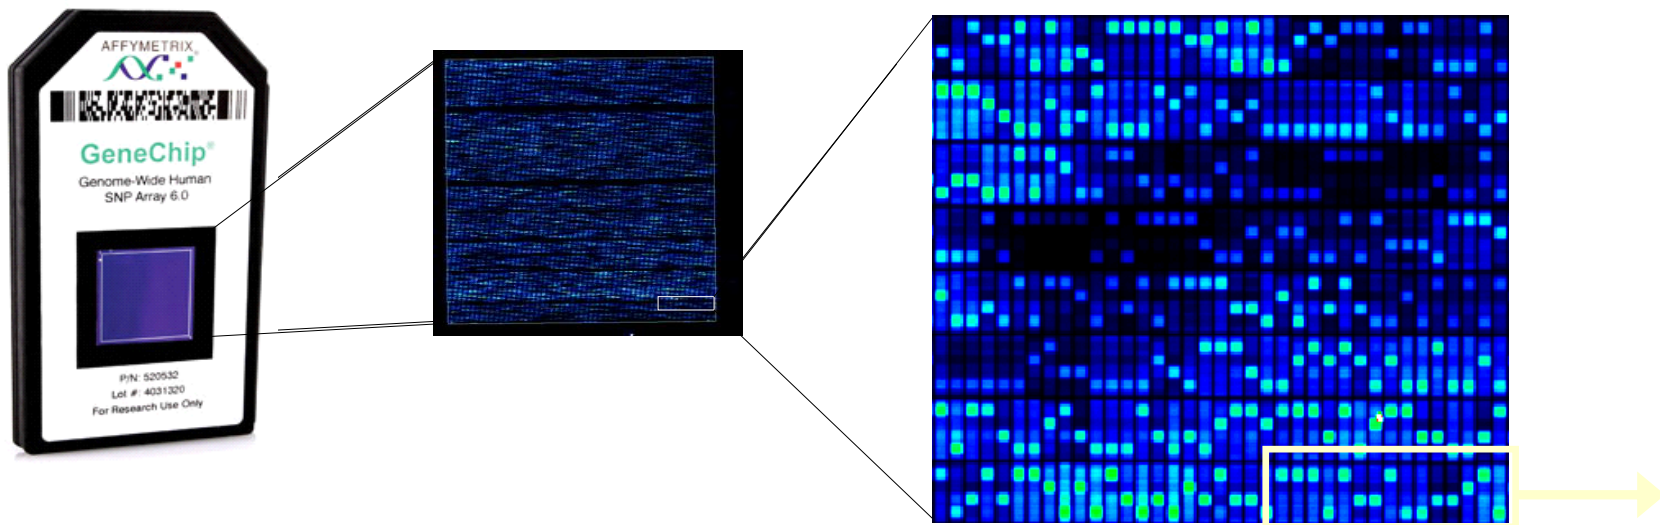 AFFYMETRIX®
GeneChip®
Genome-Wide Human
SNP Array 6.0
P/N: 520532
Lot #: 4031320
For Research Use Only